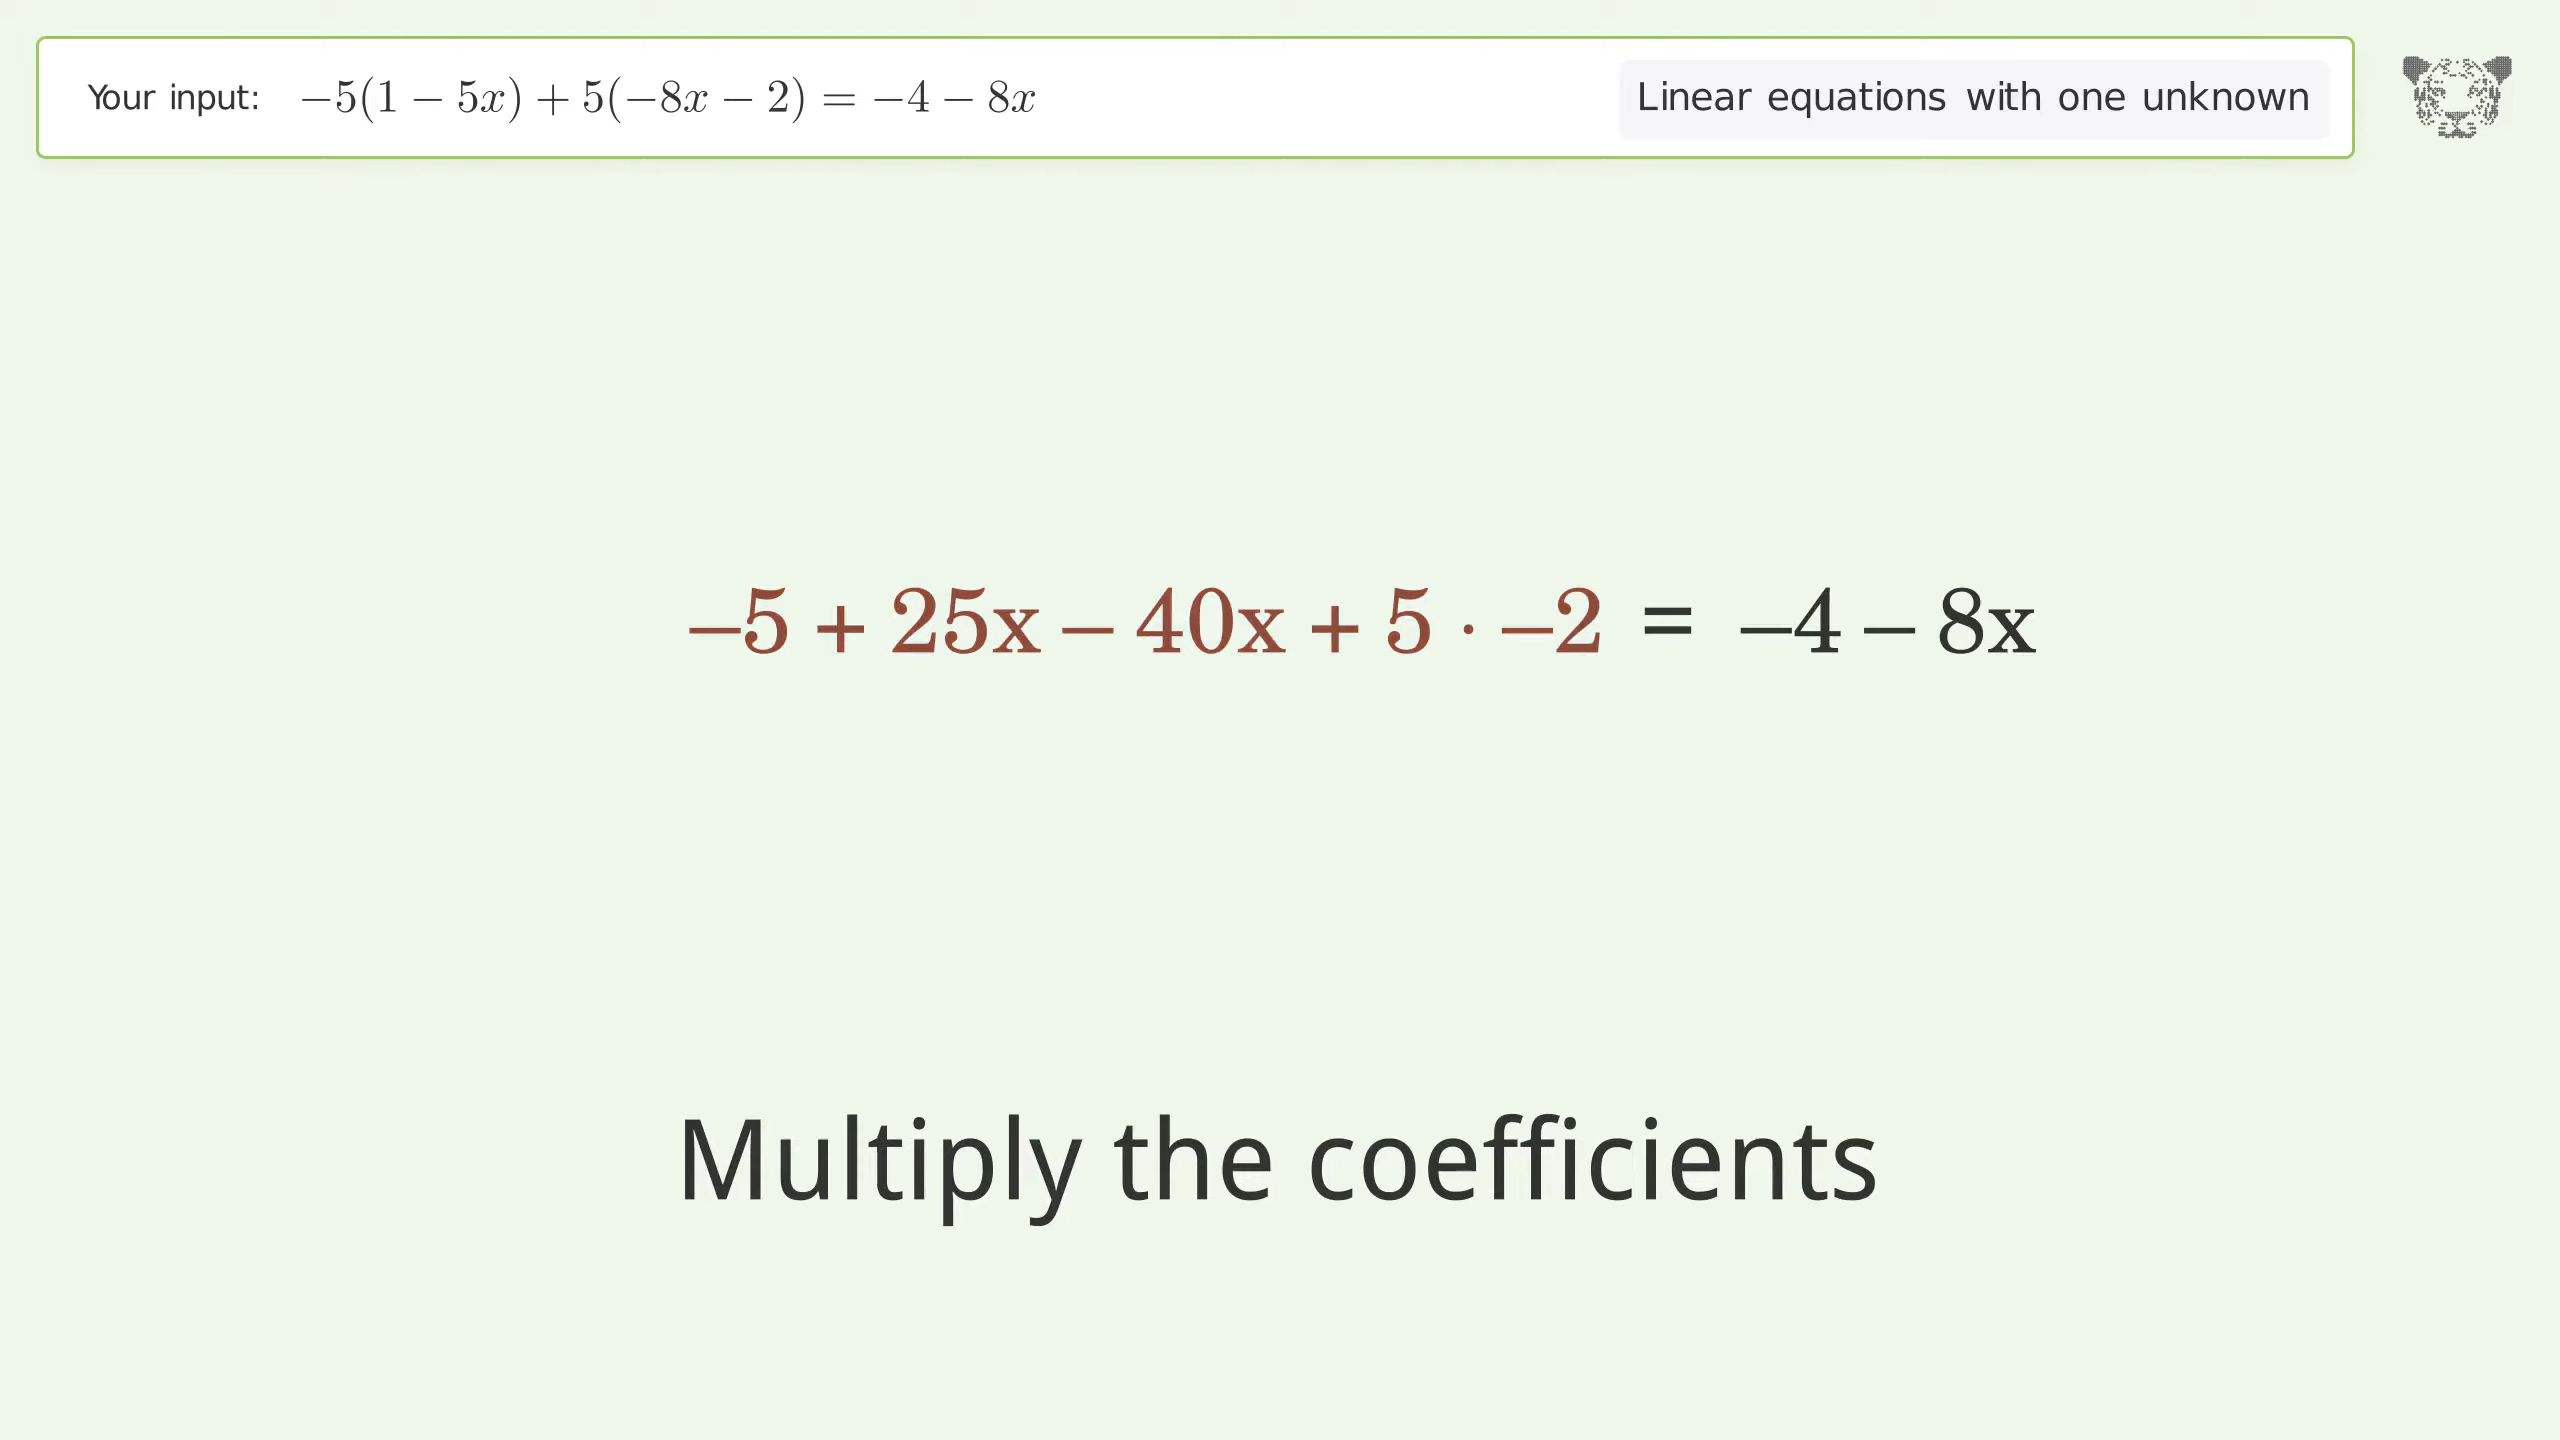 Your input: −5(1 − 5x) + 5(−8x − 2) = −4 − 8x
Linear equations with one unknown
−5 + 25x − 40x + 5 · −2 = −4 − 8x
Multiply the coefficients